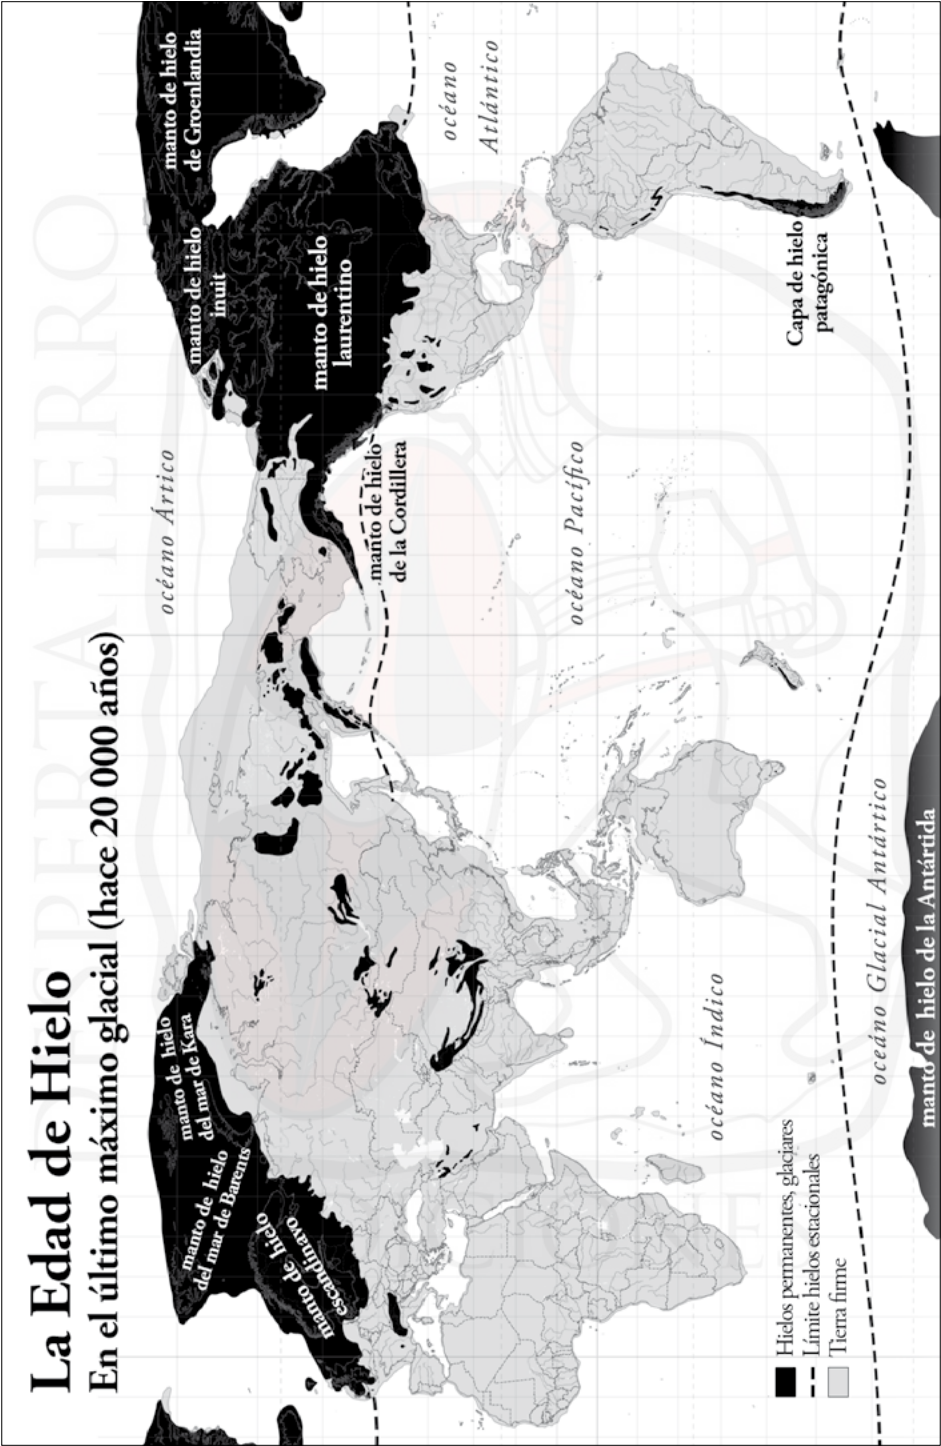 La Edad de Hielo
En el último máximo glacial (hace 20 000 años)
océano Ártico
manto de hielo
de Groenlandia
manto de hielo
inuit
manto de hielo
laurentino
manto de hielo
de la Cordillera
océano
Atlántico
manto de hielo
del mar de Kara
manto de hielo
del mar de Barents
manto de hielo
escandinavo
océano Pacífico
océano Índico
Capa de hielo
patagónica
oceáno Glacial Antártico
manto de hielo de la Antártida
Hielos permanentes, glaciares
Límite hielos estacionales
Tierra firme
DESPERTA FERRO